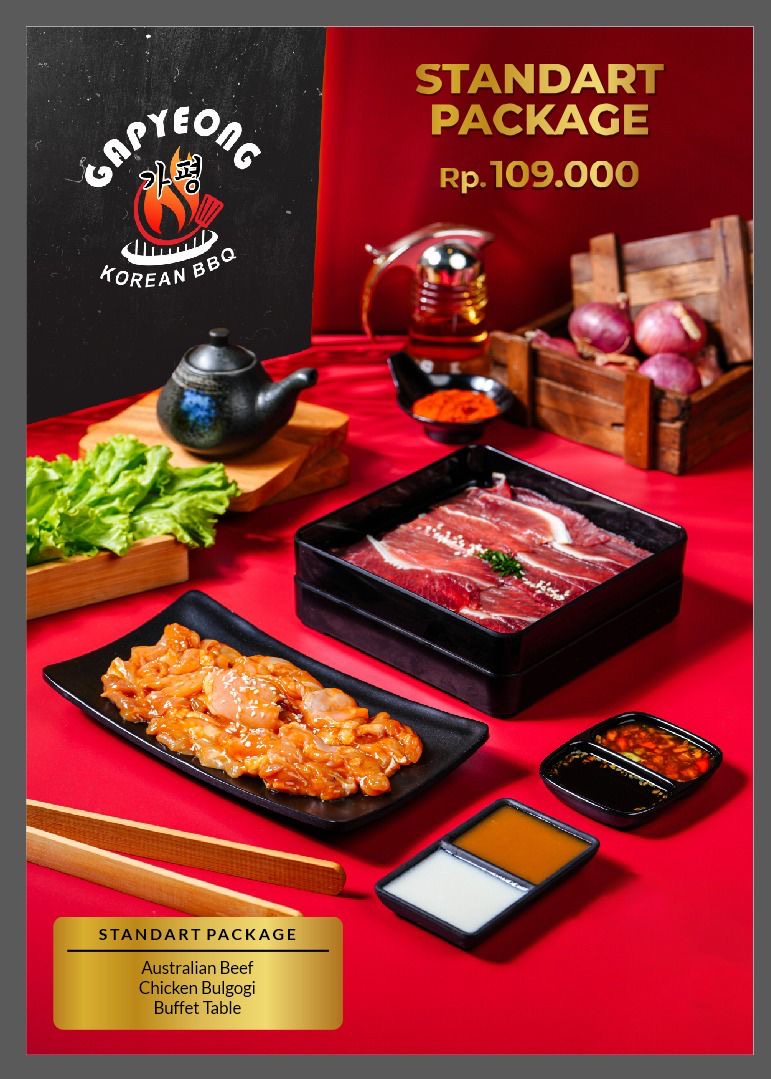 GAPYEONG
가평
KOREAN BBQ
STANDART
PACKAGE
Rp. 109.000
STANDART PACKAGE
Australian Beef
Chicken Bulgogi
Buffet Table